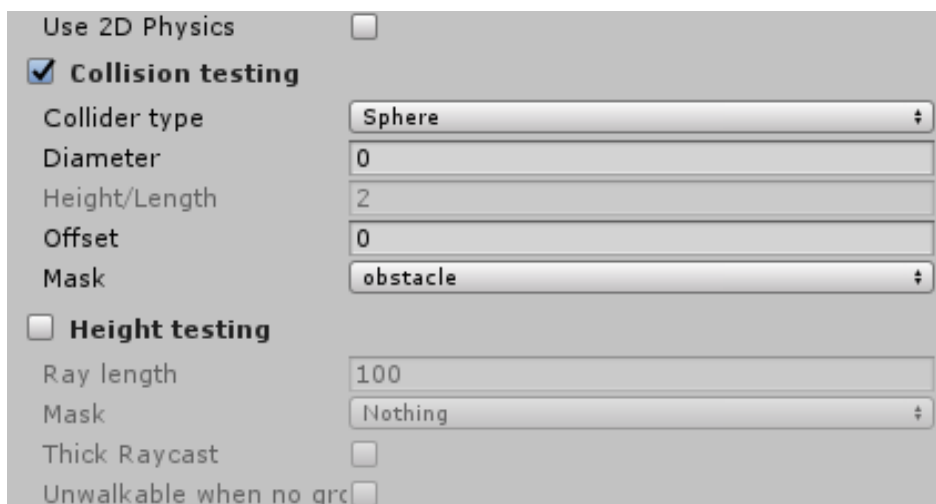 Use 2D Physics
Collision testing
Collider type Sphere
Diameter 0
Height/Length 2
Offset 0
Mask obstacle
Height testing
Ray length 100
Mask Nothing
Thick Raycast
Unwalkable when no grc